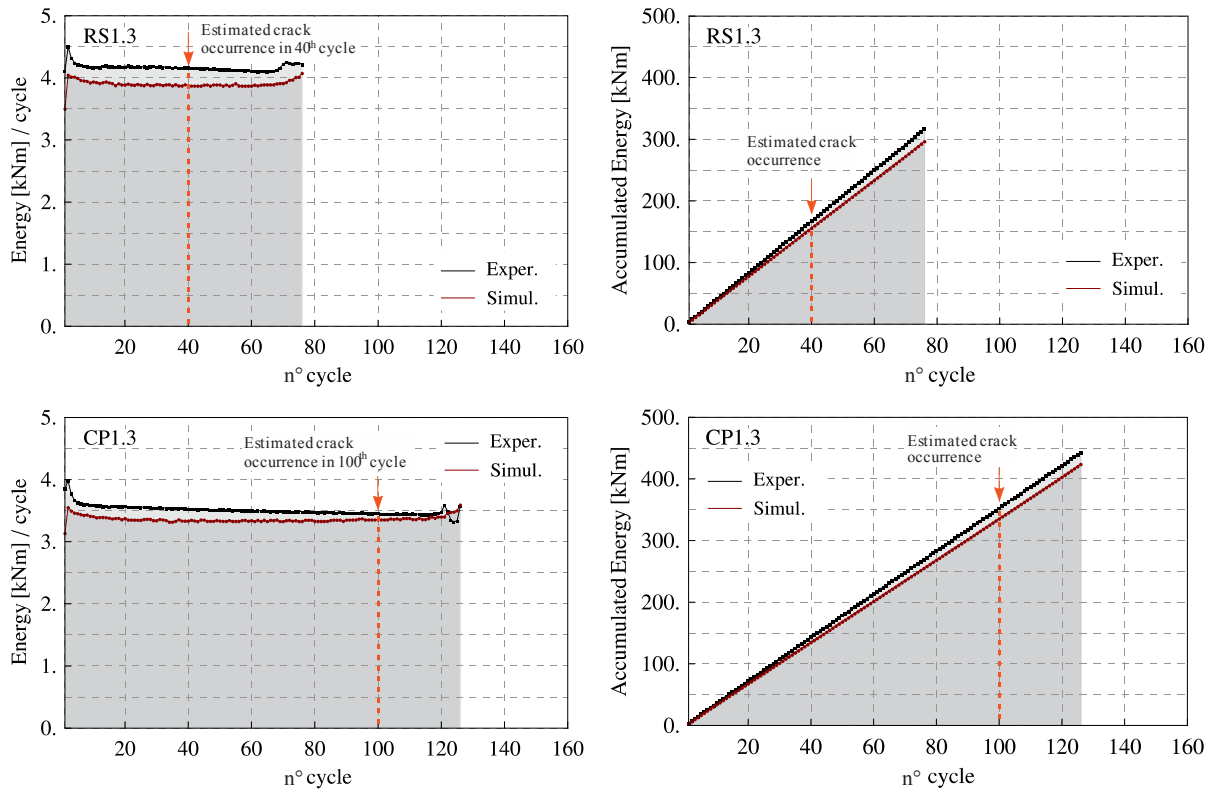 5.
4.
3.
2.
1.
0.
Energy [kNm] / cycle
RS1.3
Estimated crack
occurrence in 40th cycle
Exper.
Simul.
20 40 60 80 100 120 140 160
n° cycle
500.
400.
300.
200.
100.
0.
Accumulated Energy [kNm]
RS1.3
Estimated crack
occurrence
Exper.
Simul.
20 40 60 80 100 120 140 160
n° cycle
5.
4.
3.
2.
1.
0.
Energy [kNm] / cycle
CP1.3
Estimated crack
occurrence in 100th cycle
Exper.
Simul.
20 40 60 80 100 120 140 160
n° cycle
500.
400.
300.
200.
100.
0.
Accumulated Energy [kNm]
CP1.3
Estimated crack
occurrence
Exper.
Simul.
20 40 60 80 100 120 140 160
n° cycle